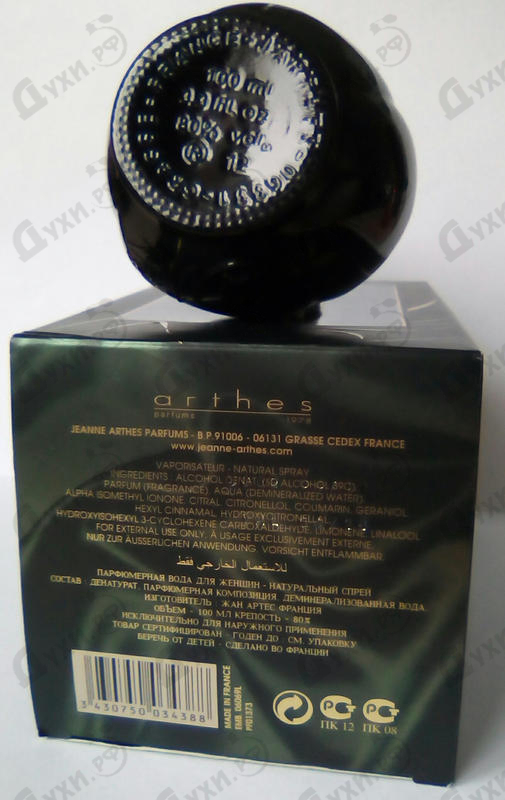 FRANCE
100 ml
80% vol.
arthes
parfums
1978
JEANNE ARTHES PARFUMS - B.P.91006 - 06131 GRASSE CEDEX FRANCE
www.jeanne-arthes.com
VAPORISATEUR - NATURAL SPRAY
INGREDIENTS : ALCOHOL DENAT. (SD ALCOHOL 39C),
PARFUM (FRAGRANCE), AQUA (DEMINERALIZED WATER),
ALPHA ISOMETHYL IONONE, CITRAL, CITRONELLOL, COUMARIN, GERANIOL
HEXYL CINNAMAL, HYDROXYCITRONELLAL,
HYDROXYISOHEXYL 3-CYCLOHEXENE CARBOXALDEHYDE, LIMONENE, LINALOOL
FOR EXTERNAL USE ONLY, À USAGE EXCLUSIVEMENT EXTERNE,
NUR ZUR ÄUSSERLICHEN ANWENDUNG VORSICHT ENTFLAMMBAR
للاستعمال الخارجي فقط
ПАРФЮМЕРНАЯ ВОДА ДЛЯ ЖЕНЩИН - НАТУРАЛЬНЫЙ СПРЕЙ
СОСТАВ : ДЕНАТУРАТ, ПАРФЮМЕРНАЯ КОМПОЗИЦИЯ, ДЕМИНЕРАЛИЗОВАННАЯ ВОДА.
ИЗГОТОВИТЕЛЬ : ЖАН АРТЕС ФРАНЦИЯ
ОБЪЕМ - 100 МЛ КРЕПОСТЬ - 80%
ИСКЛЮЧИТЕЛЬНО ДЛЯ НАРУЖНОГО ПРИМЕНЕНИЯ
ТОВАР СЕРТИФИЦИРОВАН : ГОДЕН ДО : СМ. УПАКОВКУ
БЕРЕЧЬ ОТ ДЕТЕЙ - СДЕЛАНО ВО ФРАНЦИИ
3 430750 034388
MADE IN FRANCE
EMB 06069L
PF01373
ПК 12 ПК 08
Духи.рф